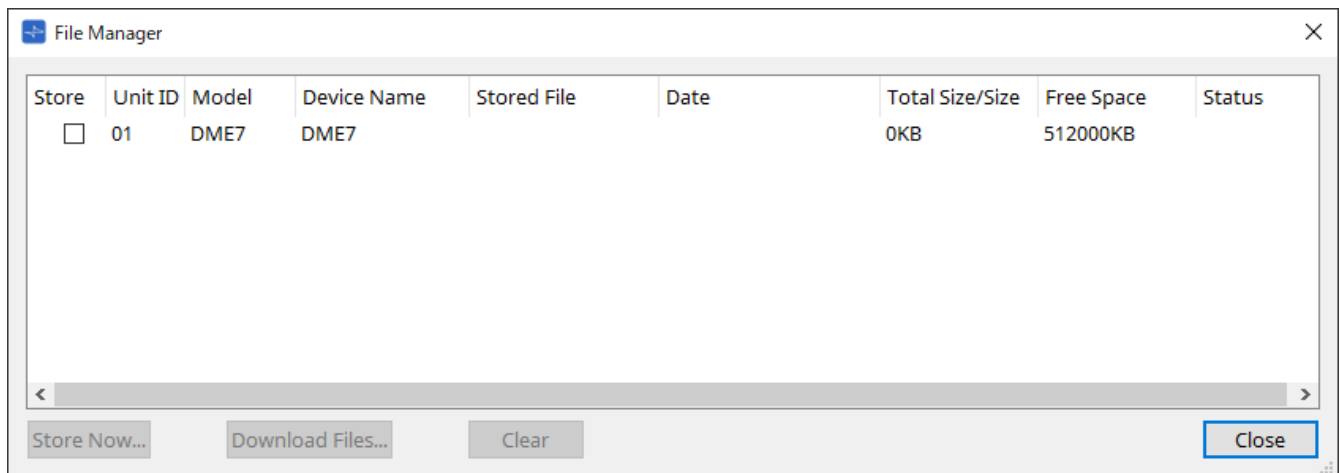 File Manager
Store Unit ID Model Device Name Stored File Date Total Size/Size Free Space Status
01 DME7 DME7 0KB 512000KB
Store Now... Download Files... Clear Close